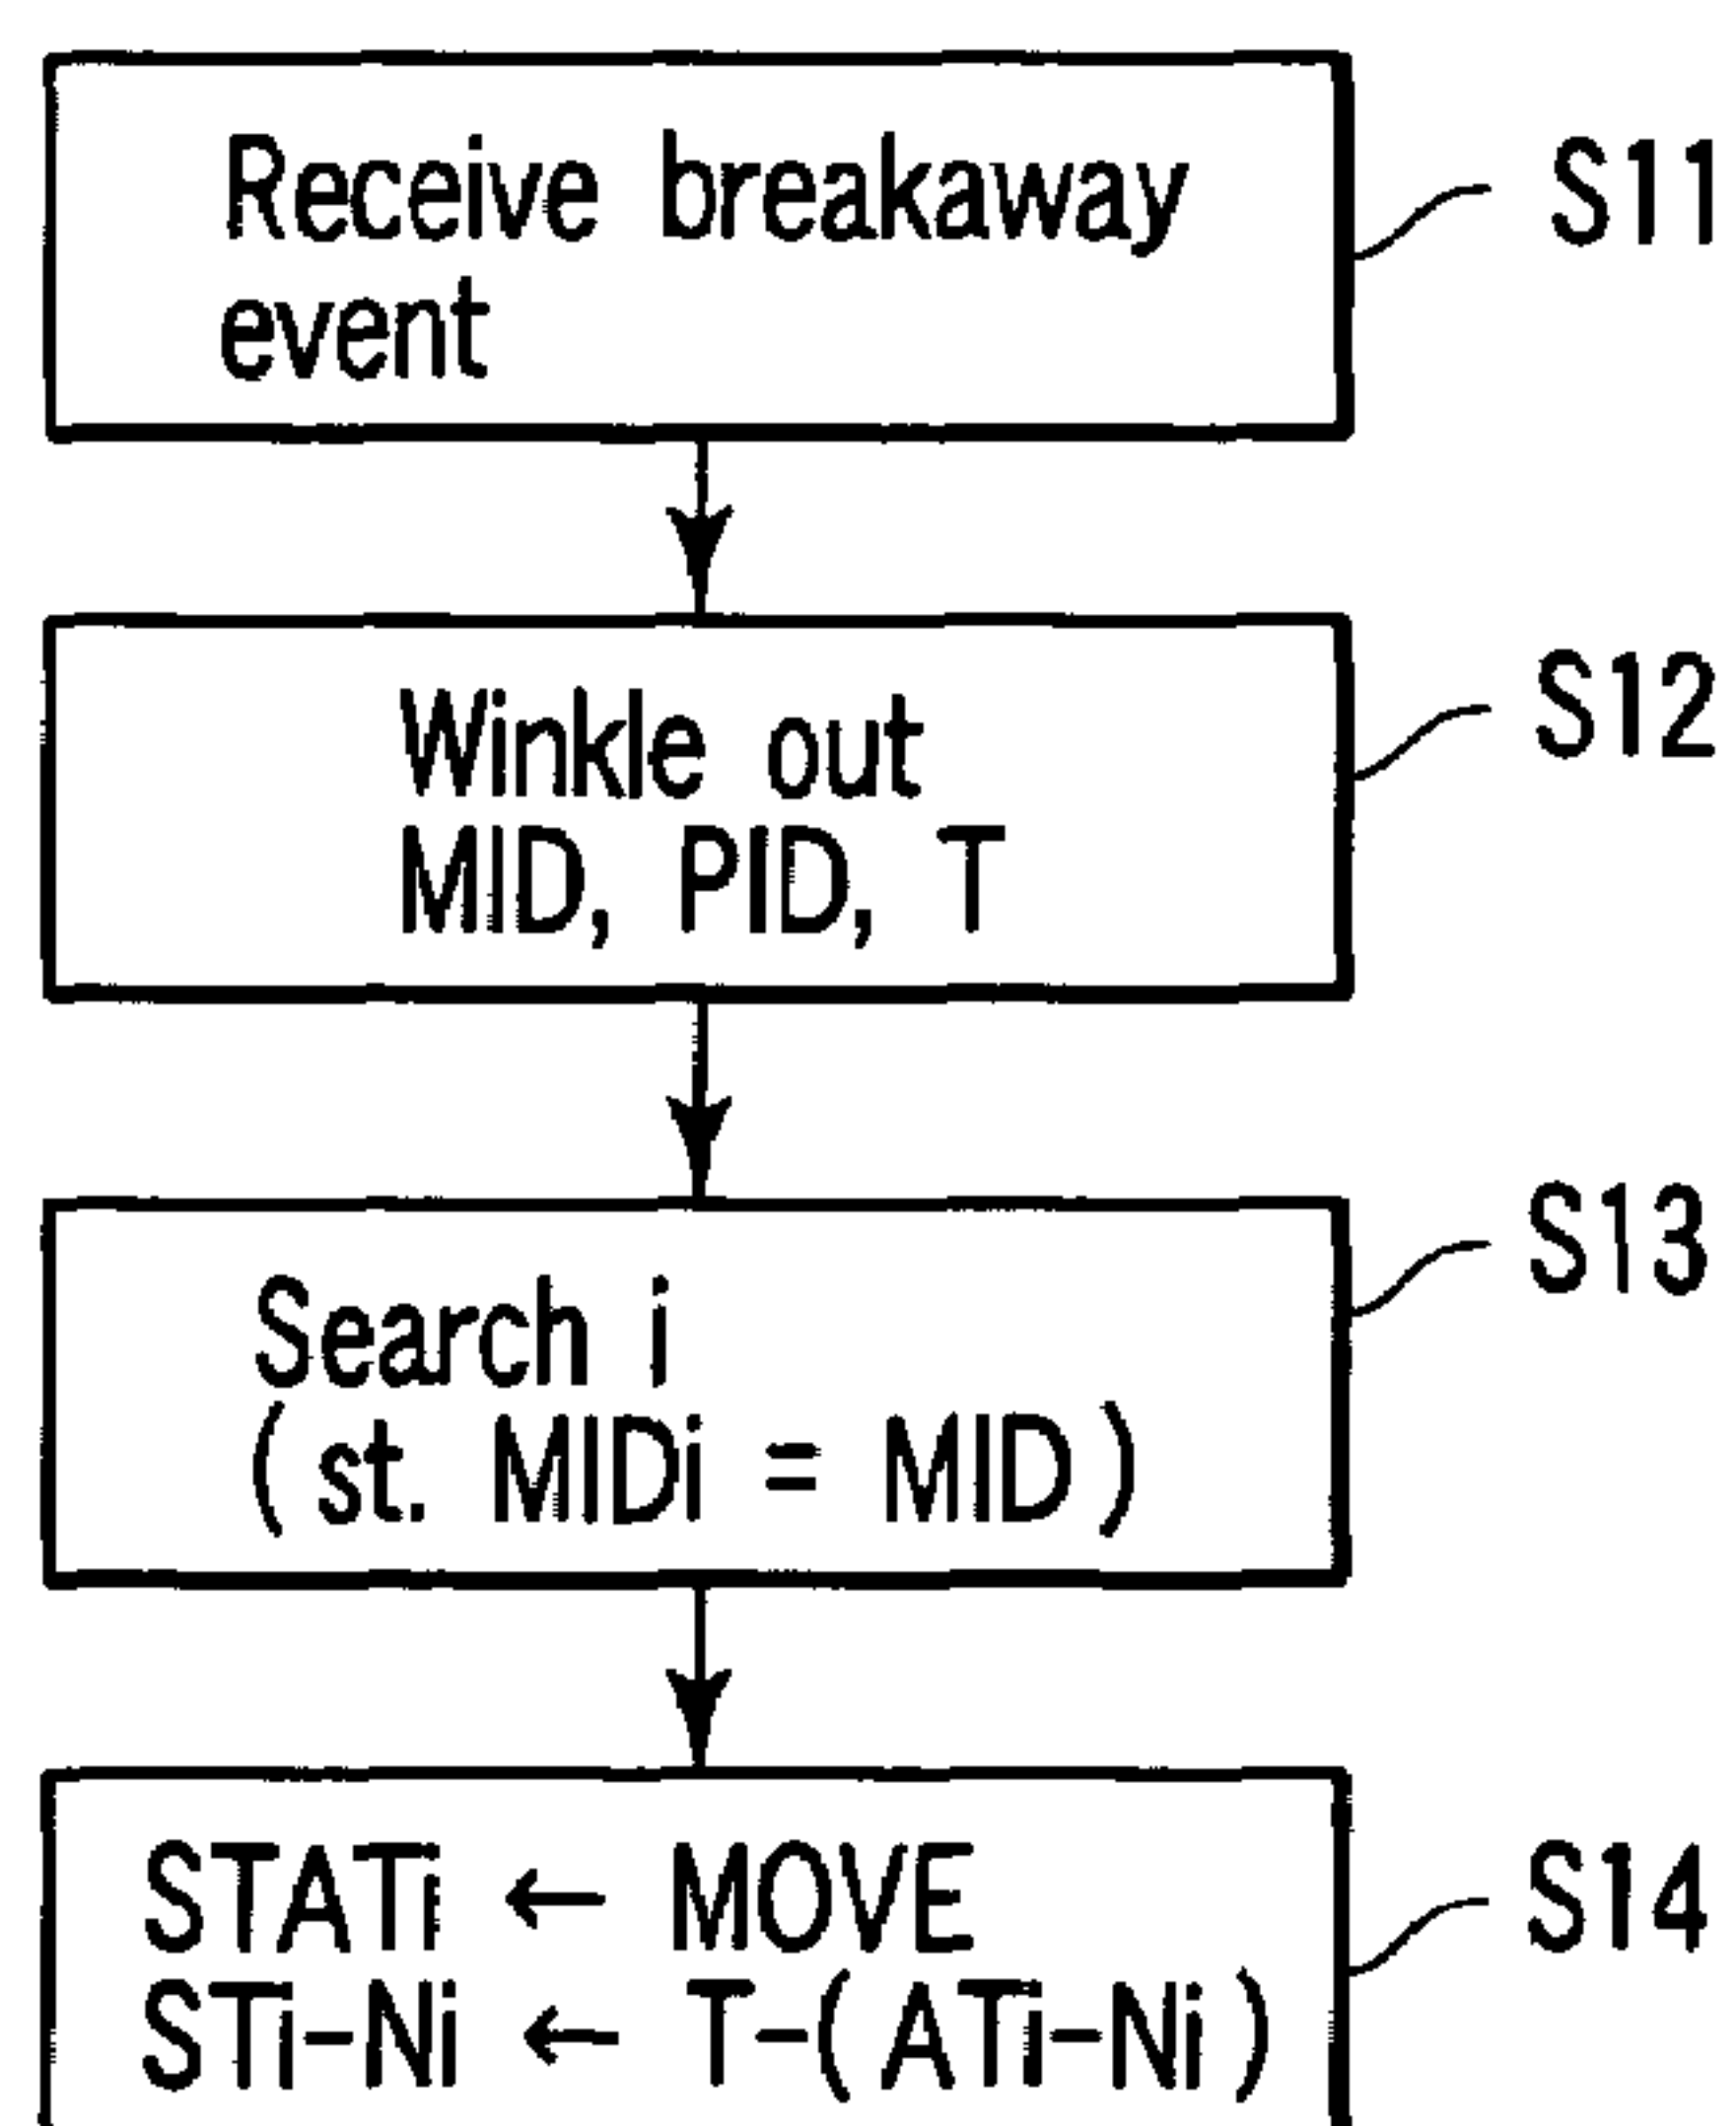 Receive breakaway
event
S11
Winkle out
MID, PID, T
S12
Search i
(st. MIDi = MID)
S13
STATi ← MOVE
STi-Ni ← T-(ATi-Ni)
S14